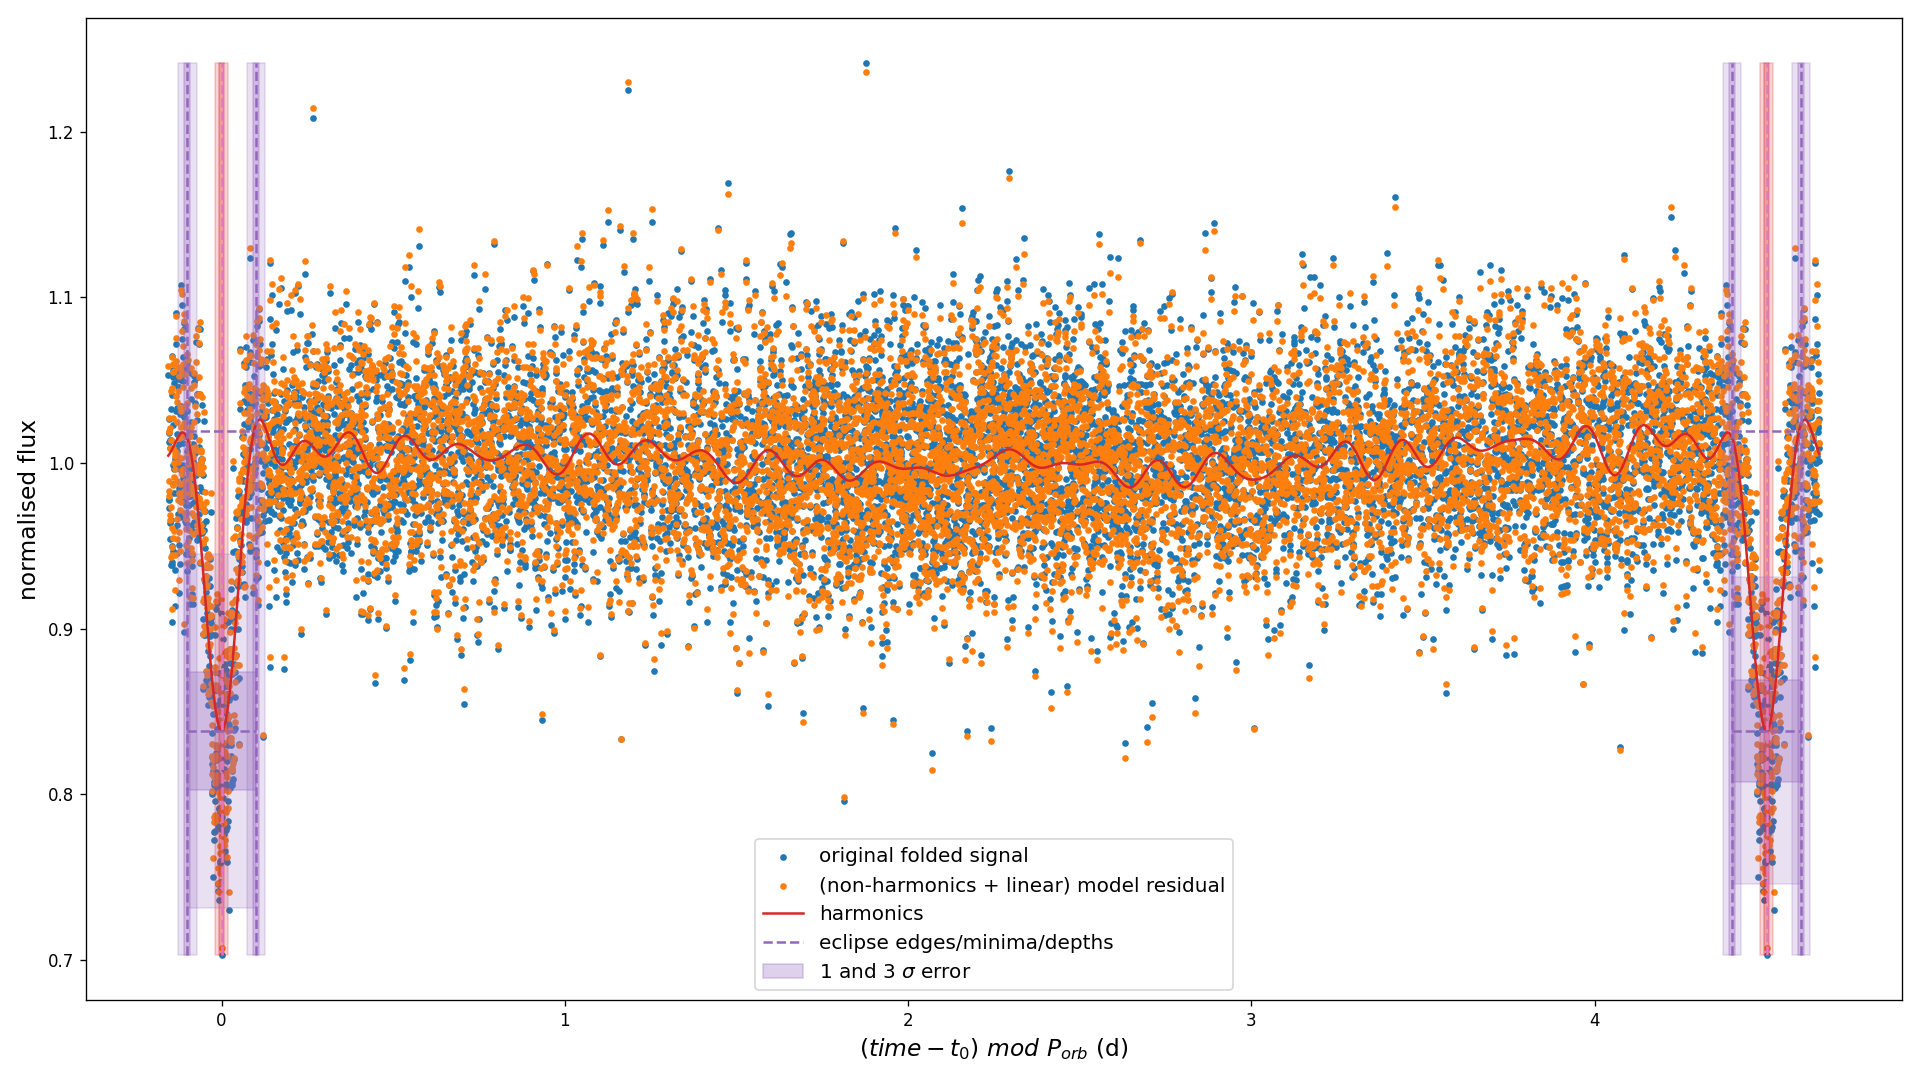 normalised flux
1.2
1.1
1.0
0.9
0.8
0.7
original folded signal
(non-harmonics + linear) model residual
harmonics
eclipse edges/minima/depths
1 and 3 σ error
0 1 2 3 4
(time − t₀) mod Pₒᵣb (d)